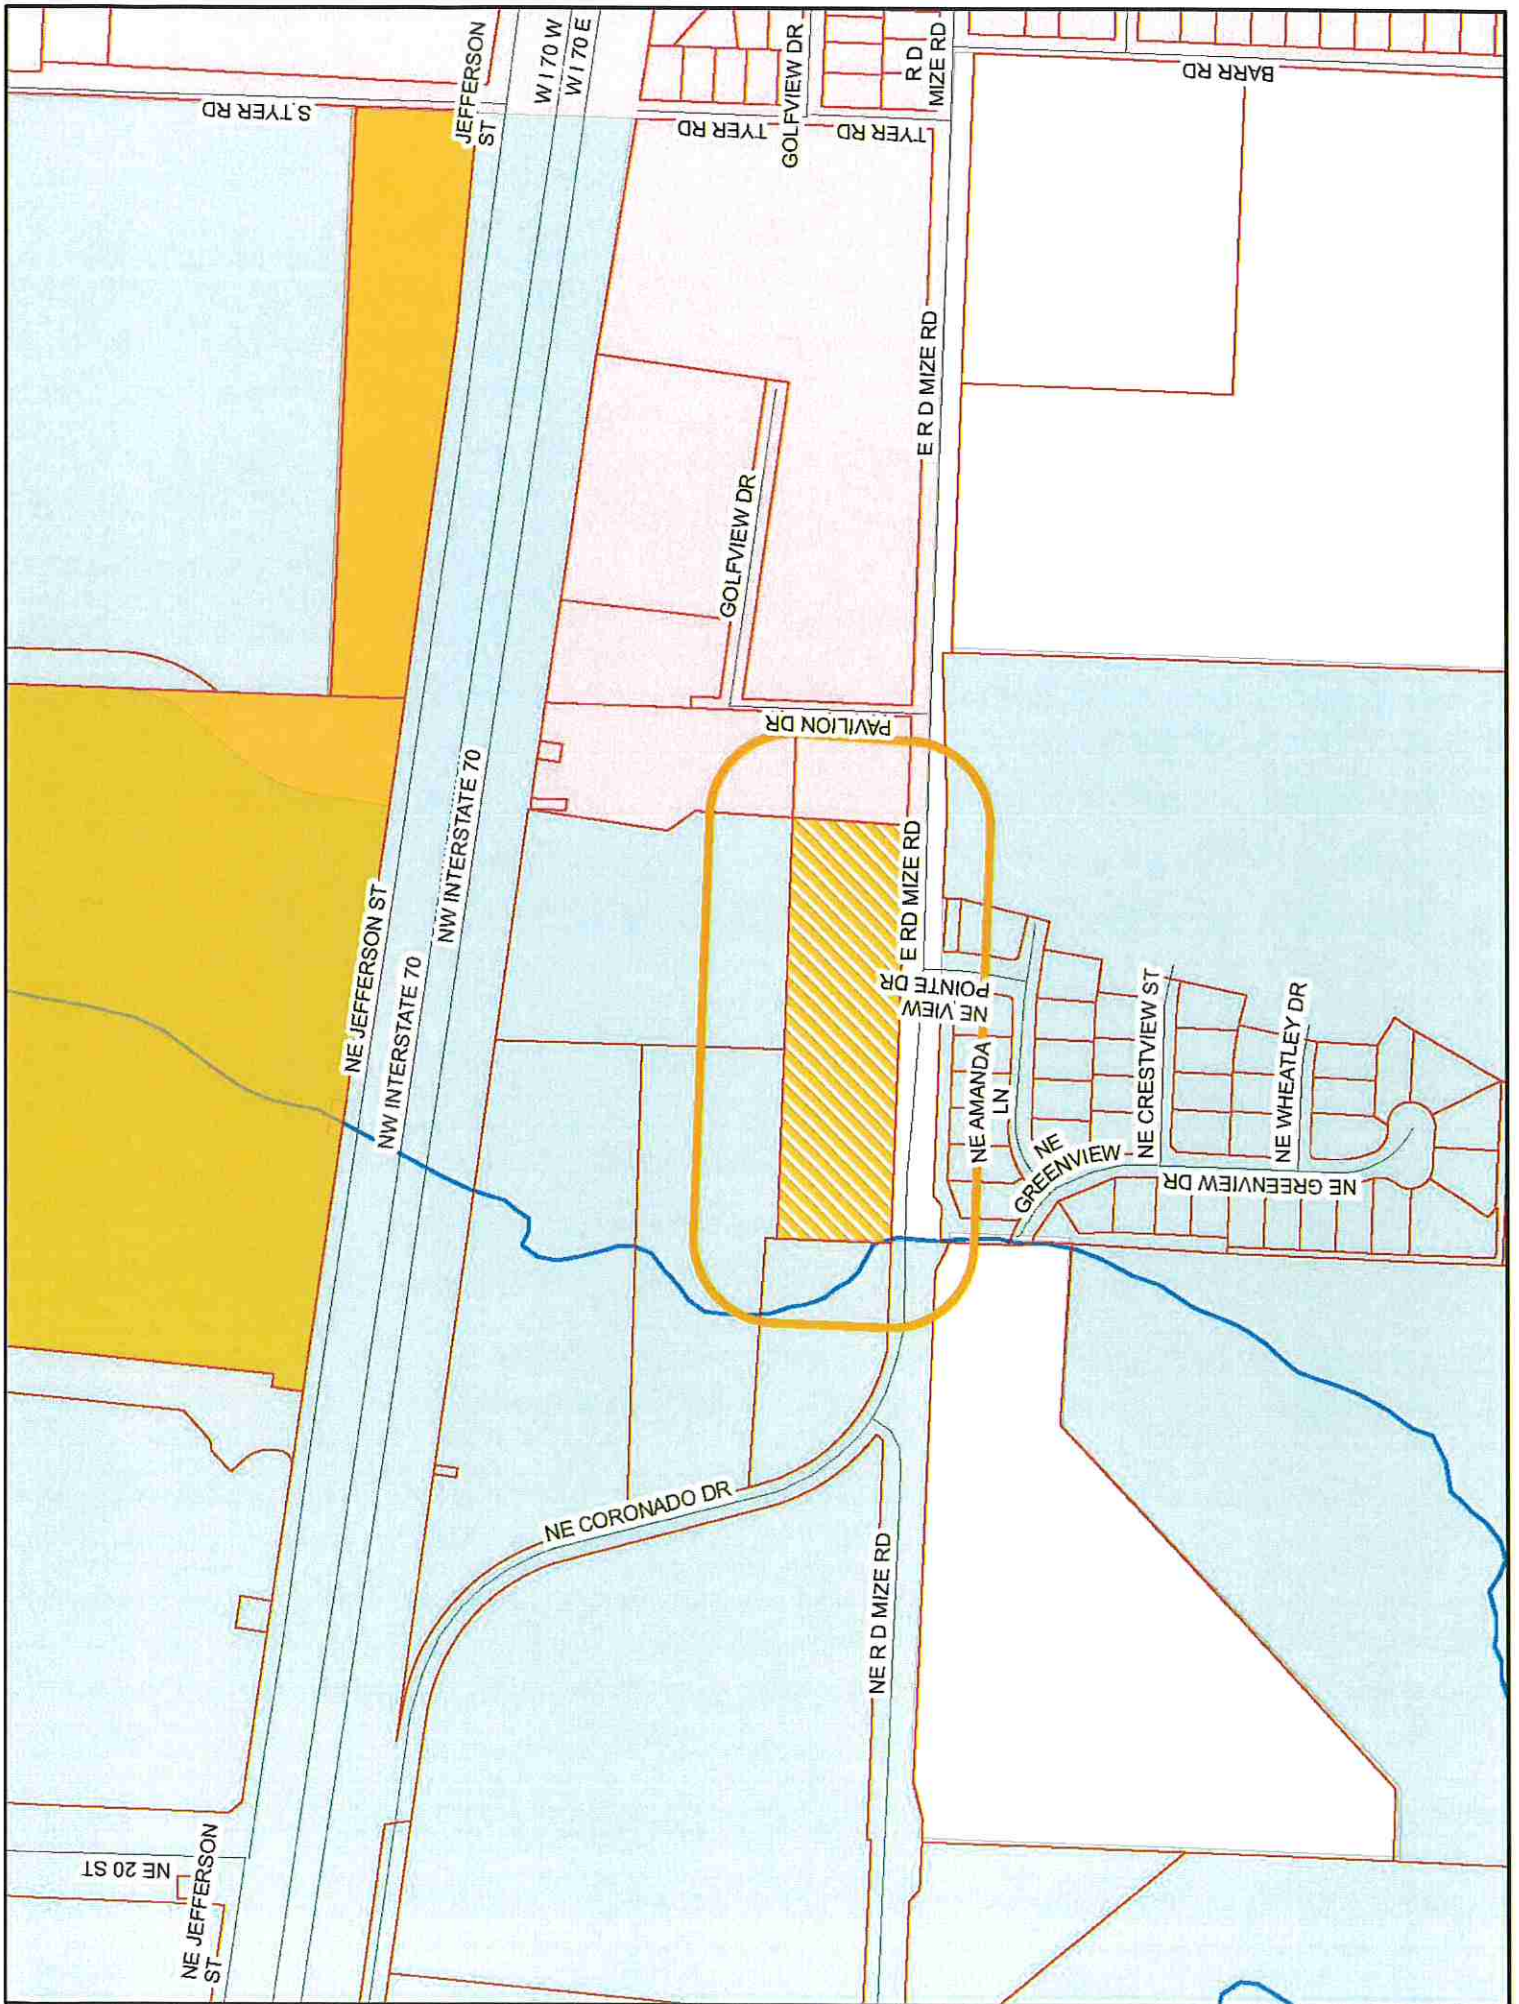 S TYER RD
JEFFERSON
ST
W I 70 W
W I 70 E
GOLFVIEW DR
R D
MIZE RD
BARR RD
TYER RD
TYER RD
E R D MIZE RD
GOLFVIEW DR
PAVILION DR
NW INTERSTATE 70
NE JEFFERSON ST
NW INTERSTATE 70
E RD MIZE RD
NE VIEW
POINTE DR
NE AMANDA
LN
NE
GREENVIEW
NE CRESTVIEW ST
NE WHEATLEY DR
NE GREENVIEW DR
NE CORONADO DR
NE R D MIZE RD
NE 20 ST
NE JEFFERSON
ST